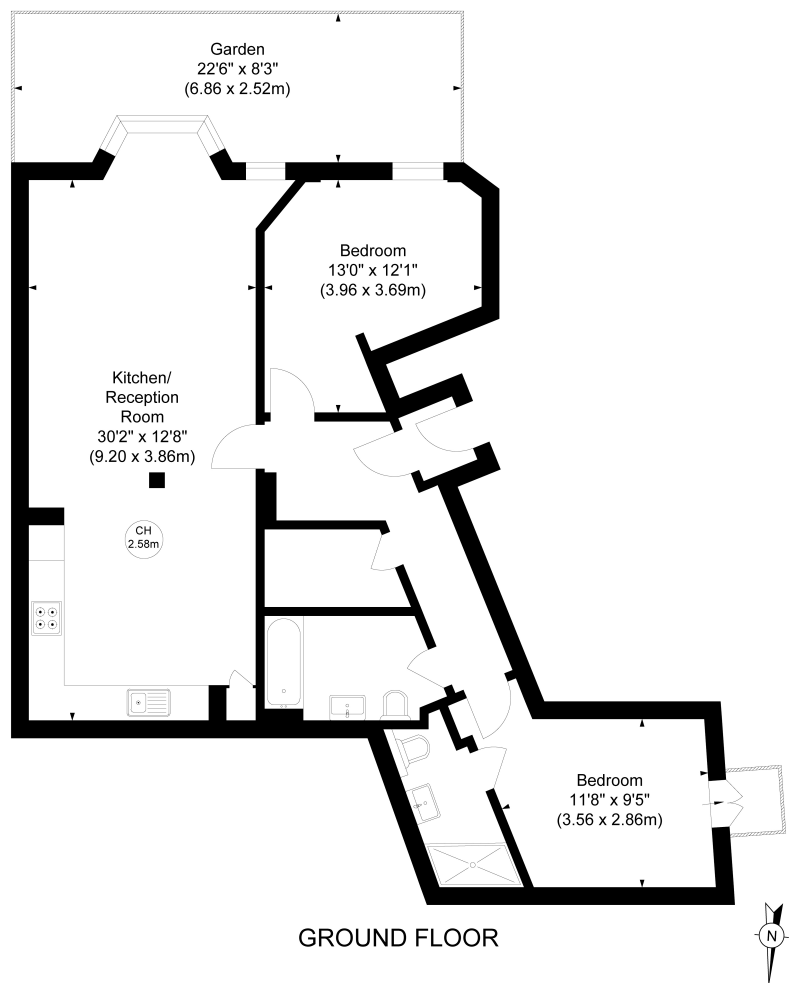 Garden
22'6" x 8'3"
(6.86 x 2.52m)
Bedroom
13'0" x 12'1"
(3.96 x 3.69m)
Kitchen/
Reception
Room
30'2" x 12'8"
(9.20 x 3.86m)
CH
2.58m
Bedroom
11'8" x 9'5"
(3.56 x 2.86m)
GROUND FLOOR
N